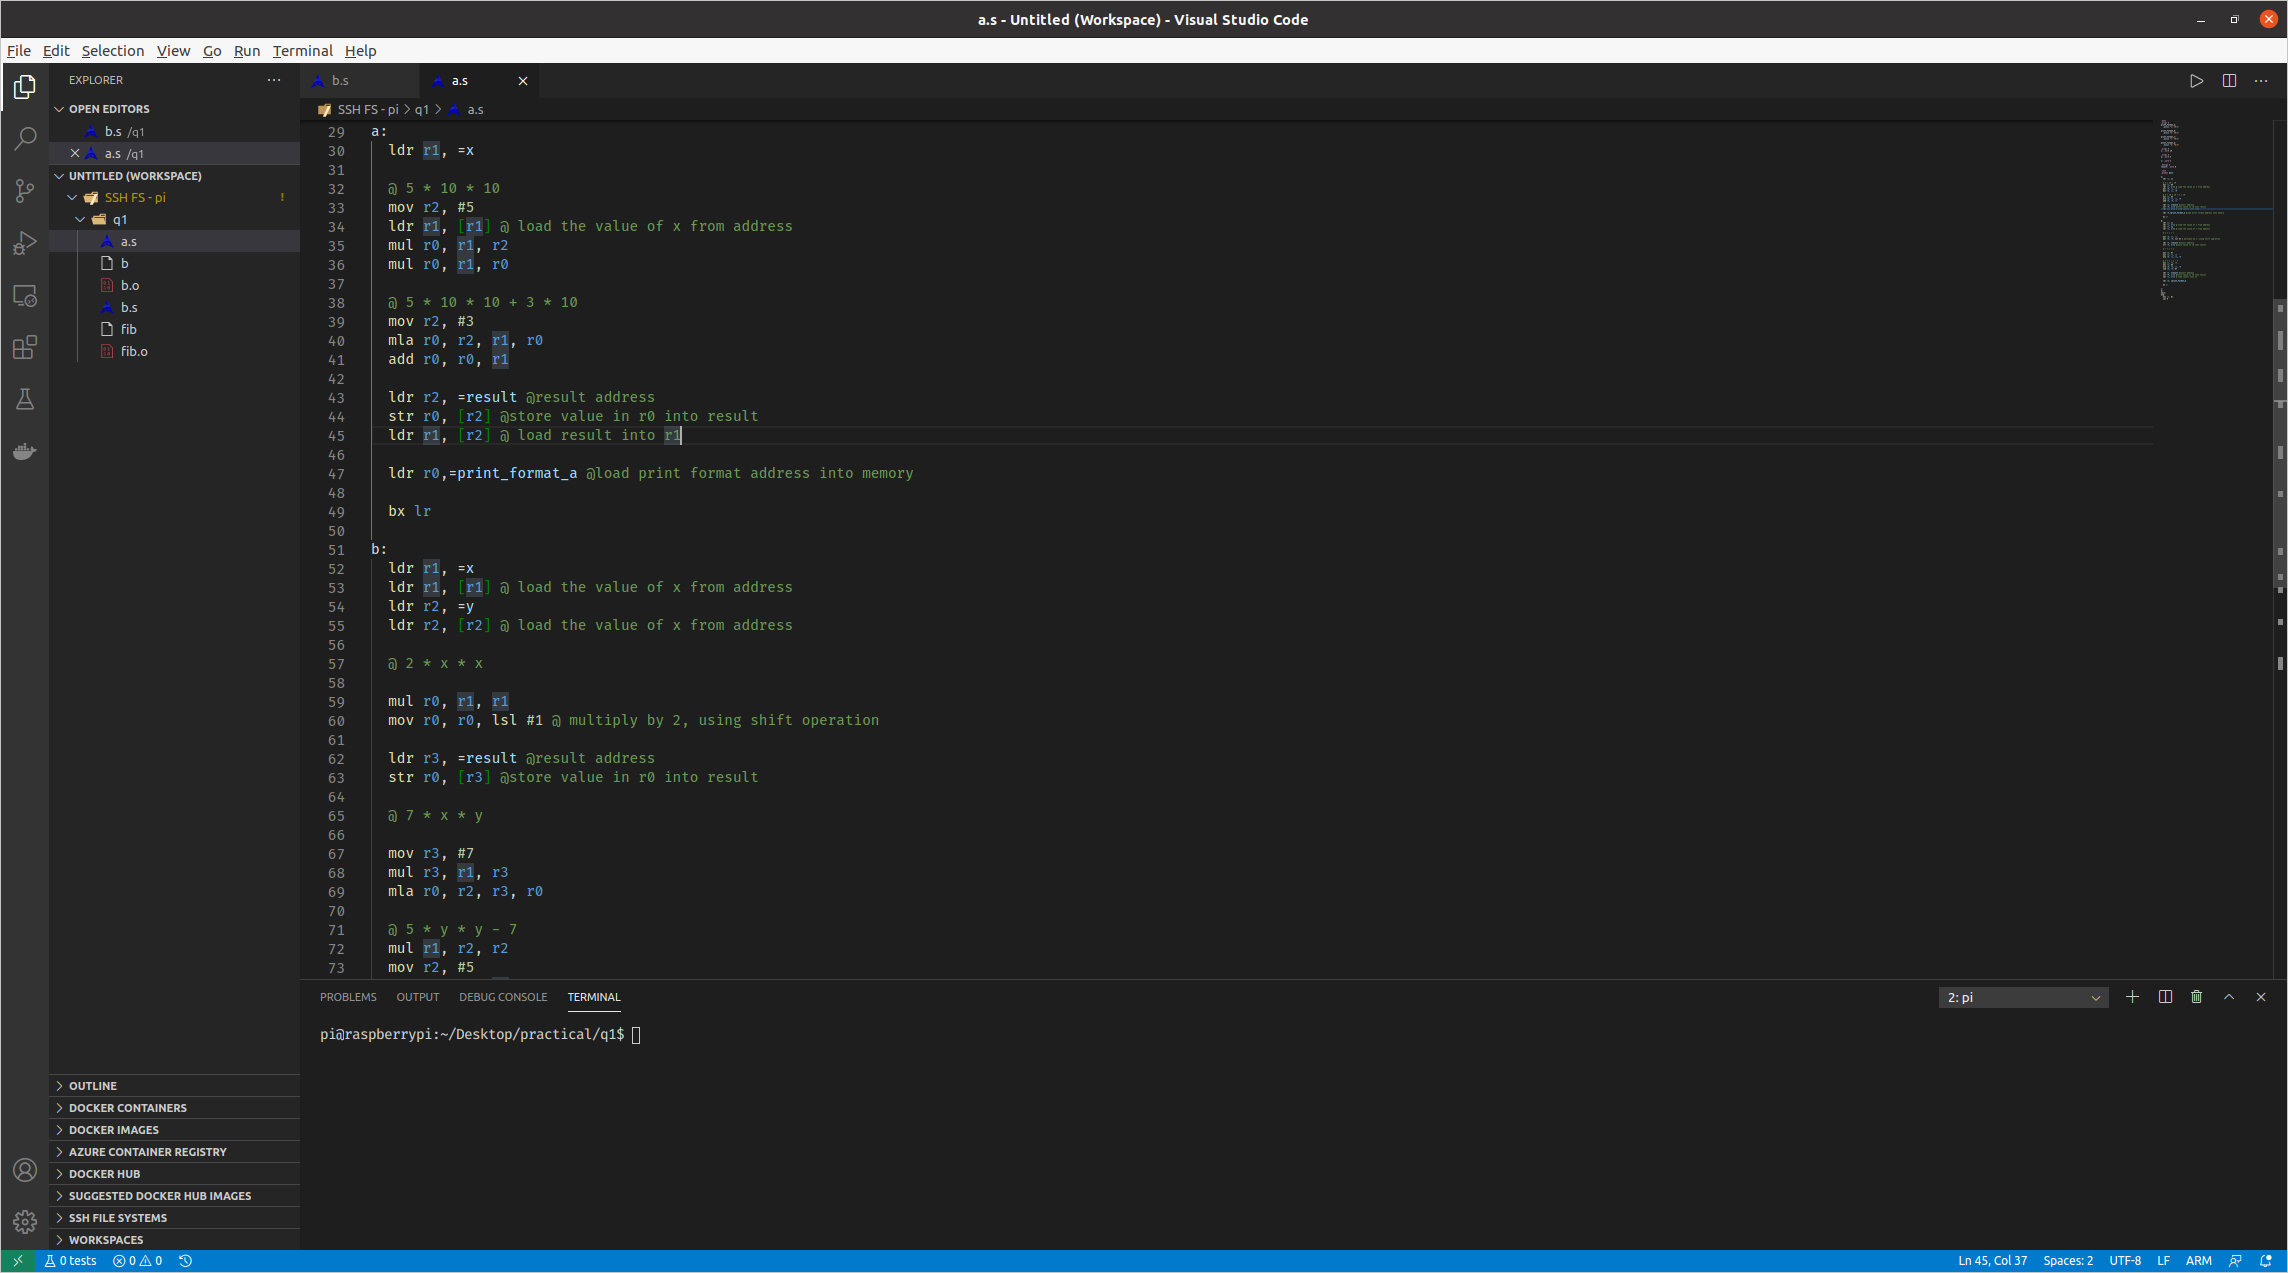 a.s - Untitled (Workspace) - Visual Studio Code
File Edit Selection View Go Run Terminal Help
EXPLORER
OPEN EDITORS
b.s /q1
a.s /q1
UNTITLED (WORKSPACE)
SSH FS - pi !
q1
a.s
b
b.o
b.s
fib
fib.o
OUTLINE
DOCKER CONTAINERS
DOCKER IMAGES
AZURE CONTAINER REGISTRY
DOCKER HUB
SUGGESTED DOCKER HUB IMAGES
SSH FILE SYSTEMS
WORKSPACES
b.s a.s
SSH FS - pi > q1 > a.s
29 a:
30 ldr r1, =x
31
32 @ 5 * 10 * 10
33 mov r2, #5
34 ldr r1, [r1] @ load the value of x from address
35 mul r0, r1, r2
36 mul r0, r1, r0
37
38 @ 5 * 10 * 10 + 3 * 10
39 mov r2, #3
40 mla r0, r2, r1, r0
41 add r0, r0, r1
42
43 ldr r2, =result @result address
44 str r0, [r2] @store value in r0 into result
45 ldr r1, [r2] @ load result into r1
46
47 ldr r0,=print_format_a @load print format address into memory
48
49 bx lr
50
51 b:
52 ldr r1, =x
53 ldr r1, [r1] @ load the value of x from address
54 ldr r2, =y
55 ldr r2, [r2] @ load the value of x from address
56
57 @ 2 * x * x
58
59 mul r0, r1, r1
60 mov r0, r0, lsl #1 @ multiply by 2, using shift operation
61
62 ldr r3, =result @result address
63 str r0, [r3] @store value in r0 into result
64
65 @ 7 * x * y
66
67 mov r3, #7
68 mul r3, r1, r3
69 mla r0, r2, r3, r0
70
71 @ 5 * y * y - 7
72 mul r1, r2, r2
73 mov r2, #5
PROBLEMS OUTPUT DEBUG CONSOLE TERMINAL 2: pi
pi@raspberrypi:~/Desktop/practical/q1$
0 tests 0 0 Ln 45, Col 37 Spaces: 2 UTF-8 LF ARM